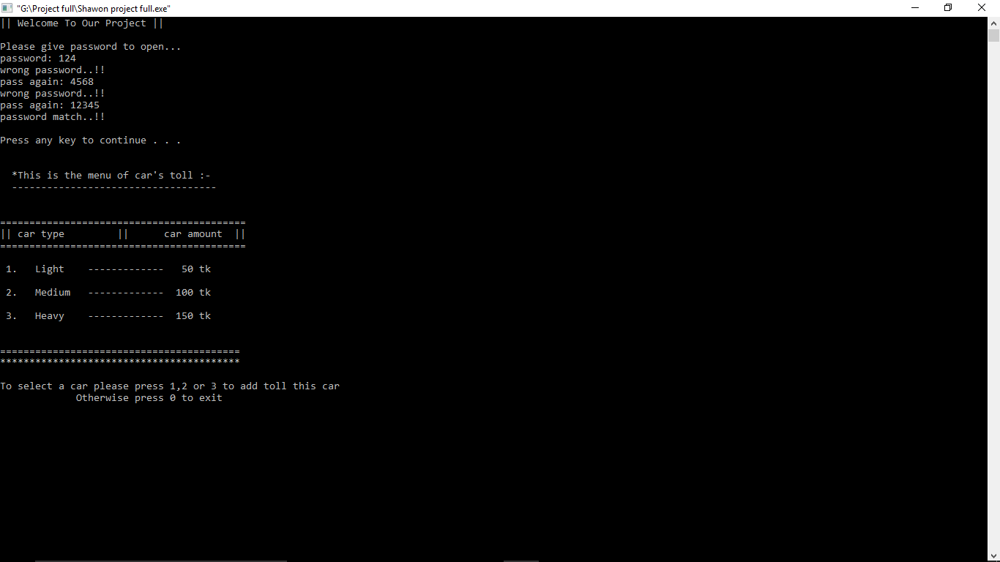 "G:\Project full\Shawon project full.exe"
|| Welcome To Our Project ||
Please give password to open...
password: 124
wrong password..!!
pass again: 4568
wrong password..!!
pass again: 12345
password match..!!
Press any key to continue . . .
*This is the menu of car's toll :-
-----------------------------------
==========================================
|| car type         ||      car amount  ||
==========================================
1.   Light    -------------   50 tk
2.   Medium   -------------  100 tk
3.   Heavy    -------------  150 tk
=========================================
*****************************************
To select a car please press 1,2 or 3 to add toll this car
Otherwise press 0 to exit